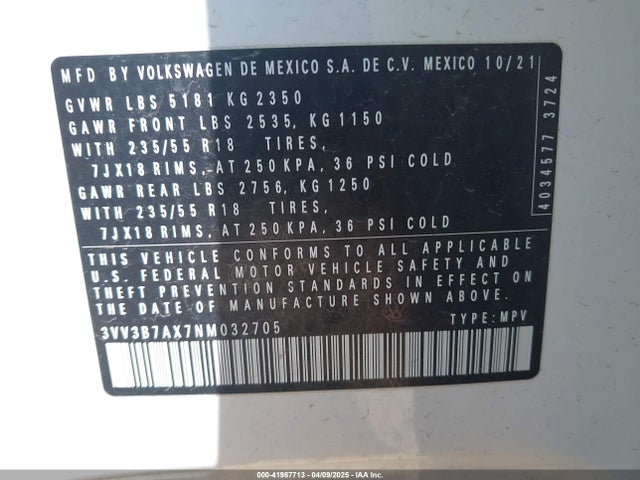 MFD BY VOLKSWAGEN DE MEXICO S.A. DE C.V. MEXICO 10/21
GVWR LBS 5181 KG 2350
GAWR FRONT LBS 2535, KG 1150
WITH 235/55 R18 TIRES,
7JX18 RIMS, AT 250 KPA, 36 PSI COLD
GAWR REAR LBS 2756, KG 1250
WITH 235/55 R18 TIRES,
7JX18 RIMS, AT 250 KPA, 36 PSI COLD
4034577 3724
THIS VEHICLE CONFORMS TO ALL APPLICABLE
U.S. FEDERAL MOTOR VEHICLE SAFETY AND
THEFT PREVENTION STANDARDS IN EFFECT ON
THE DATE OF MANUFACTURE SHOWN ABOVE.
3VV3B7AX7NM032705 TYPE: MPV
000-41987713 - 04/09/2025 - IAA Inc.